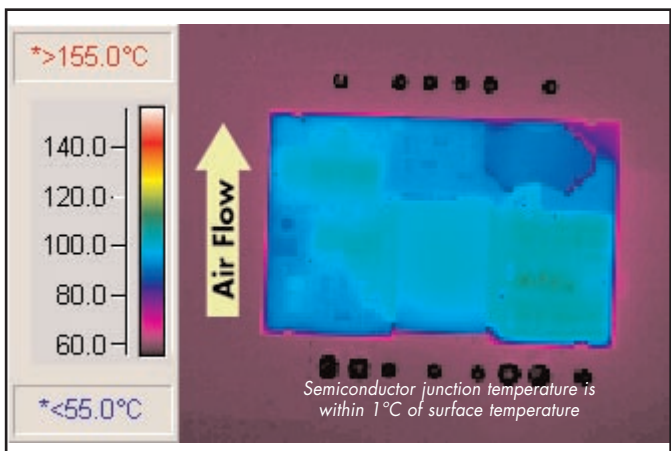 *>155.0°C
140.0
120.0
100.0
80.0
60.0
*<55.0°C
Air Flow
Semiconductor junction temperature is
within 1°C of surface temperature